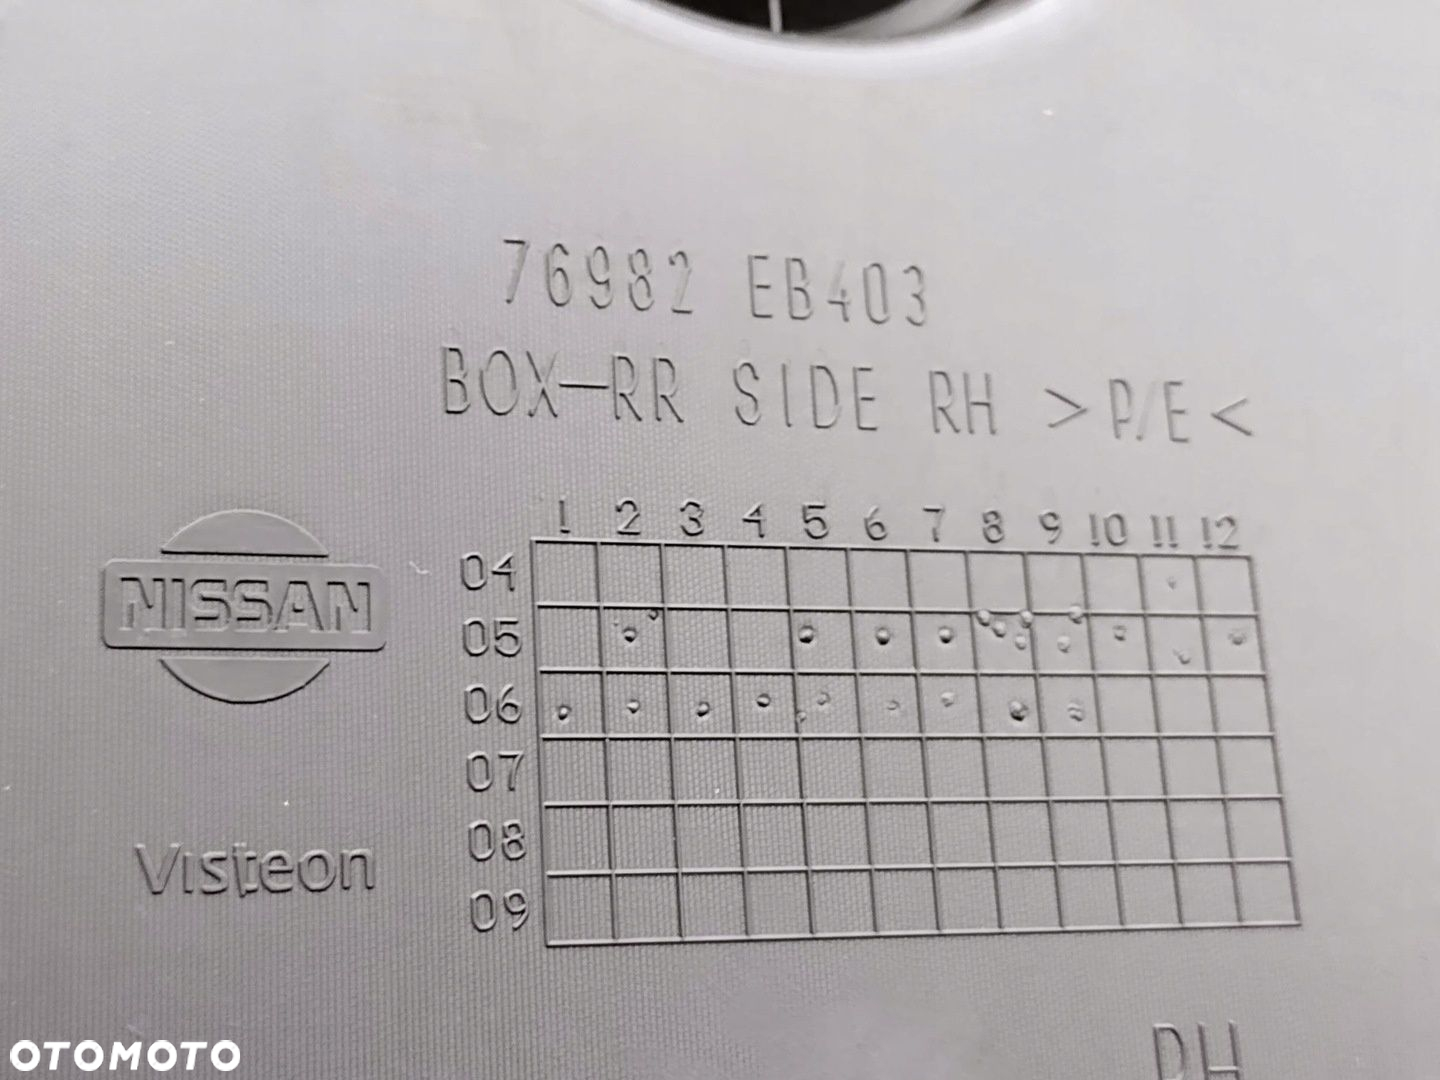 76982 EB403
BOX-RR SIDE RH >P/E<
1 2 3 4 5 6 7 8 9 10 11 12
04
05
06
07
08
09
NISSAN
Visteon
RH
OTOMOTO